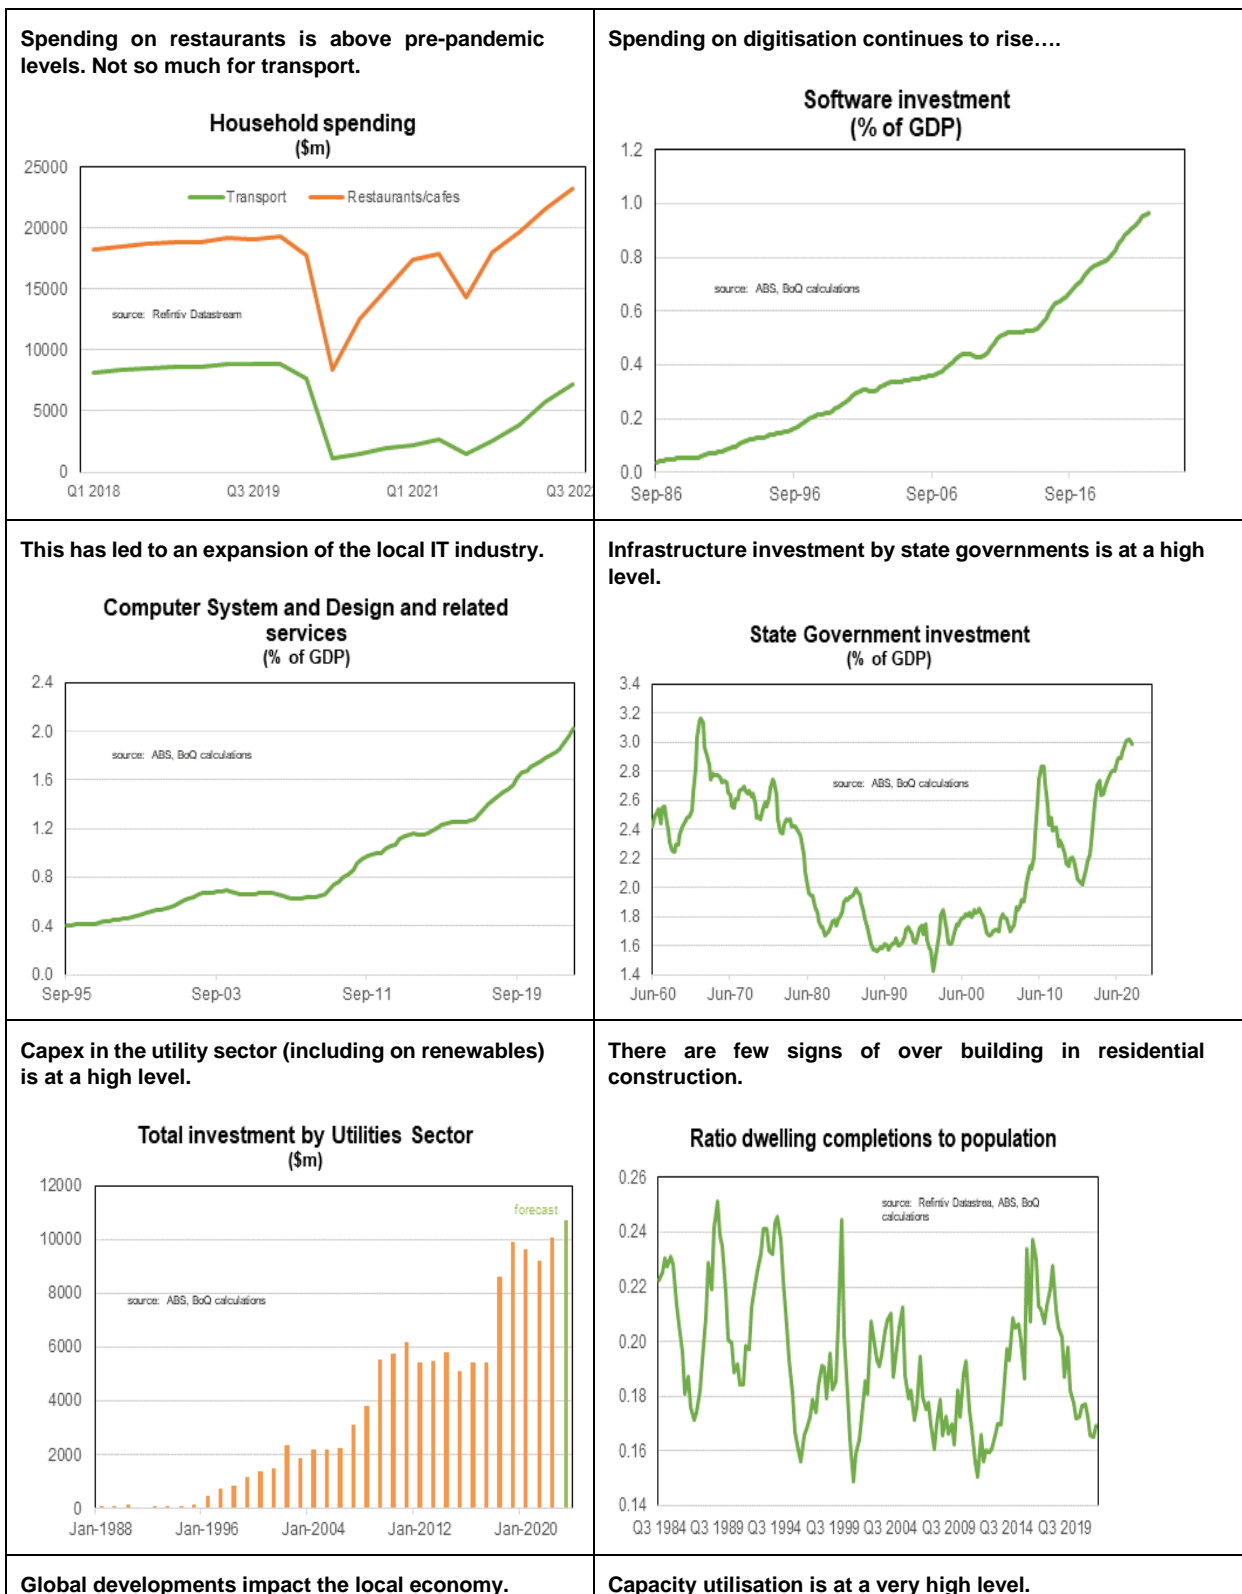 Spending on restaurants is above pre-pandemic
levels. Not so much for transport.
Household spending
($m)
25000
20000
15000
10000
5000
0
Transport
Restaurants/cafes
source: Refintiv Datastream
Q1 2018
Q3 2019
Q1 2021
Q3 202
Spending on digitisation continues to rise….
Software investment
(% of GDP)
1.2
1.0
0.8
0.6
0.4
0.2
0.0
source: ABS, BoQ calculations
Sep-86
Sep-96
Sep-06
Sep-16
This has led to an expansion of the local IT industry.
Computer System and Design and related
services
(% of GDP)
2.4
2.0
1.6
1.2
0.8
0.4
0.0
source: ABS, BoQ calculations
Sep-95
Sep-03
Sep-11
Sep-19
Infrastructure investment by state governments is at a high
level.
State Government investment
(% of GDP)
3.4
3.2
3.0
2.8
2.6
2.4
2.2
2.0
1.8
1.6
1.4
source: ABS, BoQ calculations
Jun-60
Jun-70
Jun-80
Jun-90
Jun-00
Jun-10
Jun-20
Capex in the utility sector (including on renewables)
is at a high level.
Total investment by Utilities Sector
($m)
12000
10000
8000
6000
4000
2000
0
forecast
source: ABS, BoQ calculations
Jan-1988
Jan-1996
Jan-2004
Jan-2012
Jan-2020
There are few signs of over building in residential
construction.
Ratio dwelling completions to population
0.26
0.24
0.22
0.20
0.18
0.16
0.14
source: Refintiv Datastrea, ABS, BoQ
calculations
Q3 1984 Q3 1989 Q3 1994 Q3 1999 Q3 2004 Q3 2009 Q3 2014 Q3 2019
Global developments impact the local economy.
Capacity utilisation is at a very high level.